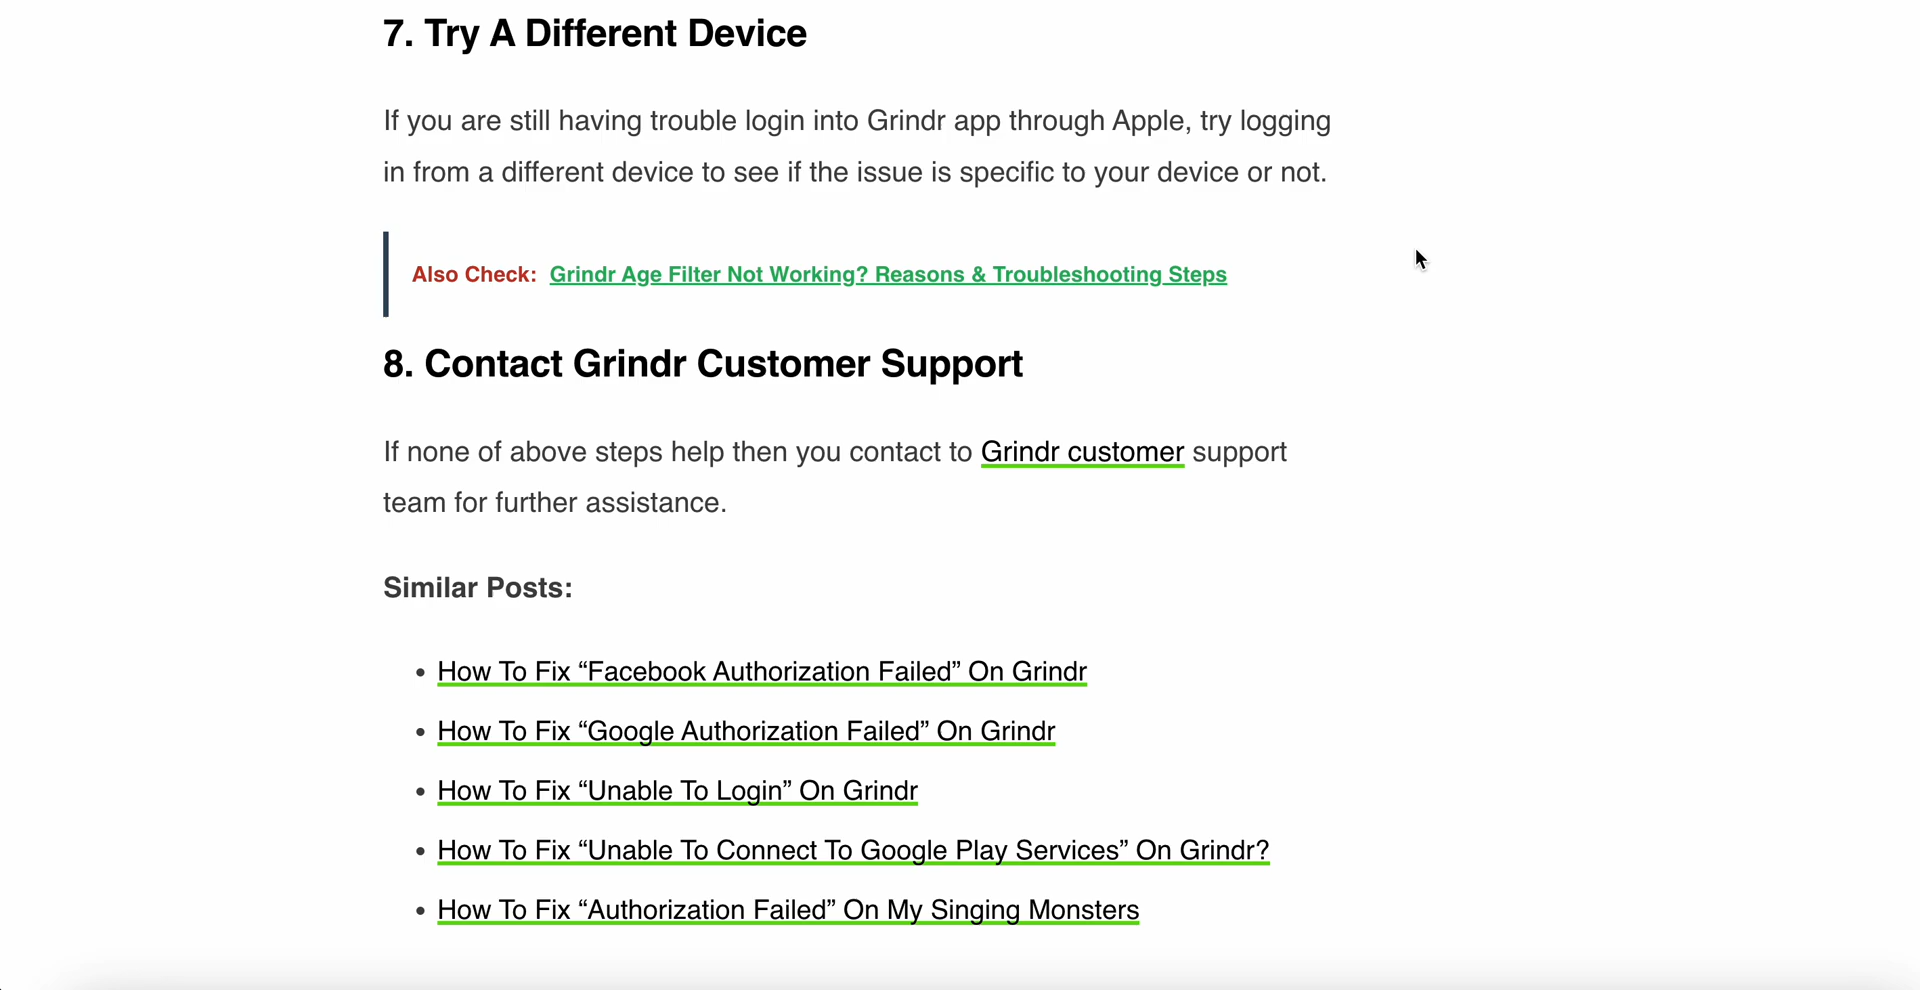 7. Try A Different Device
If you are still having trouble login into Grindr app through Apple, try logging
in from a different device to see if the issue is specific to your device or not.
Also Check: Grindr Age Filter Not Working? Reasons & Troubleshooting Steps
8. Contact Grindr Customer Support
If none of above steps help then you contact to Grindr customer support
team for further assistance.
Similar Posts:
• How To Fix “Facebook Authorization Failed” On Grindr
• How To Fix “Google Authorization Failed” On Grindr
• How To Fix “Unable To Login” On Grindr
• How To Fix “Unable To Connect To Google Play Services” On Grindr?
• How To Fix “Authorization Failed” On My Singing Monsters